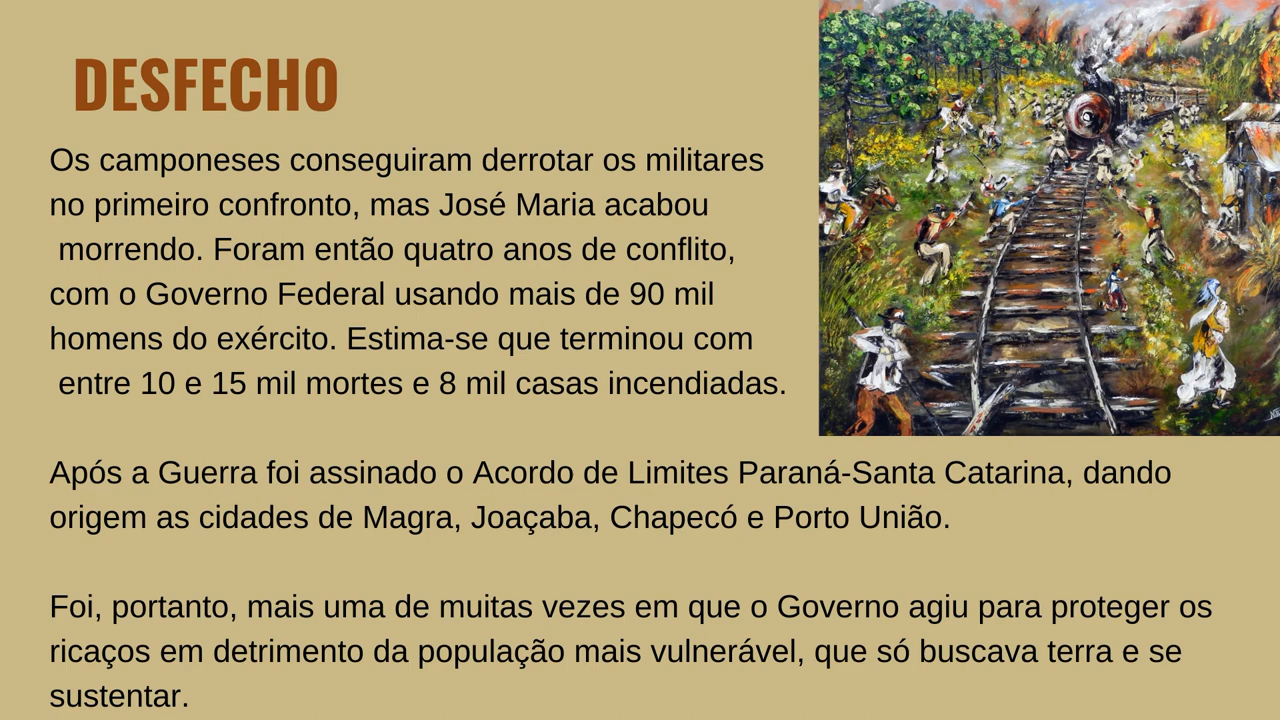 DESFECHO
Os camponeses conseguiram derrotar os militares
no primeiro confronto, mas José Maria acabou
morrendo. Foram então quatro anos de conflito,
com o Governo Federal usando mais de 90 mil
homens do exército. Estima-se que terminou com
entre 10 e 15 mil mortes e 8 mil casas incendiadas.
Após a Guerra foi assinado o Acordo de Limites Paraná-Santa Catarina, dando
origem as cidades de Magra, Joaçaba, Chapecó e Porto União.
Foi, portanto, mais uma de muitas vezes em que o Governo agiu para proteger os
ricaços em detrimento da população mais vulnerável, que só buscava terra e se
sustentar.